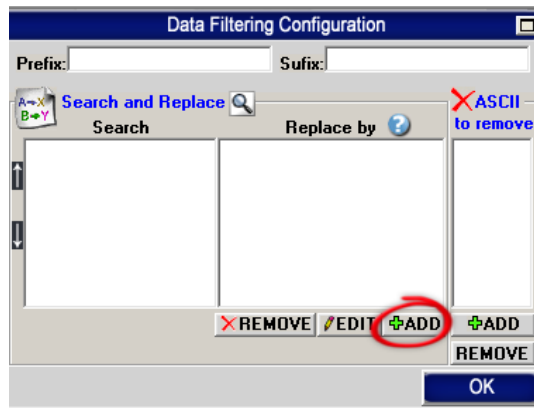 Data Filtering Configuration
Prefix: Sufix:
A→X
B→Y
Search and Replace
ASCII
to remove
Search Replace by ?
REMOVE EDIT ADD ADD
REMOVE
OK